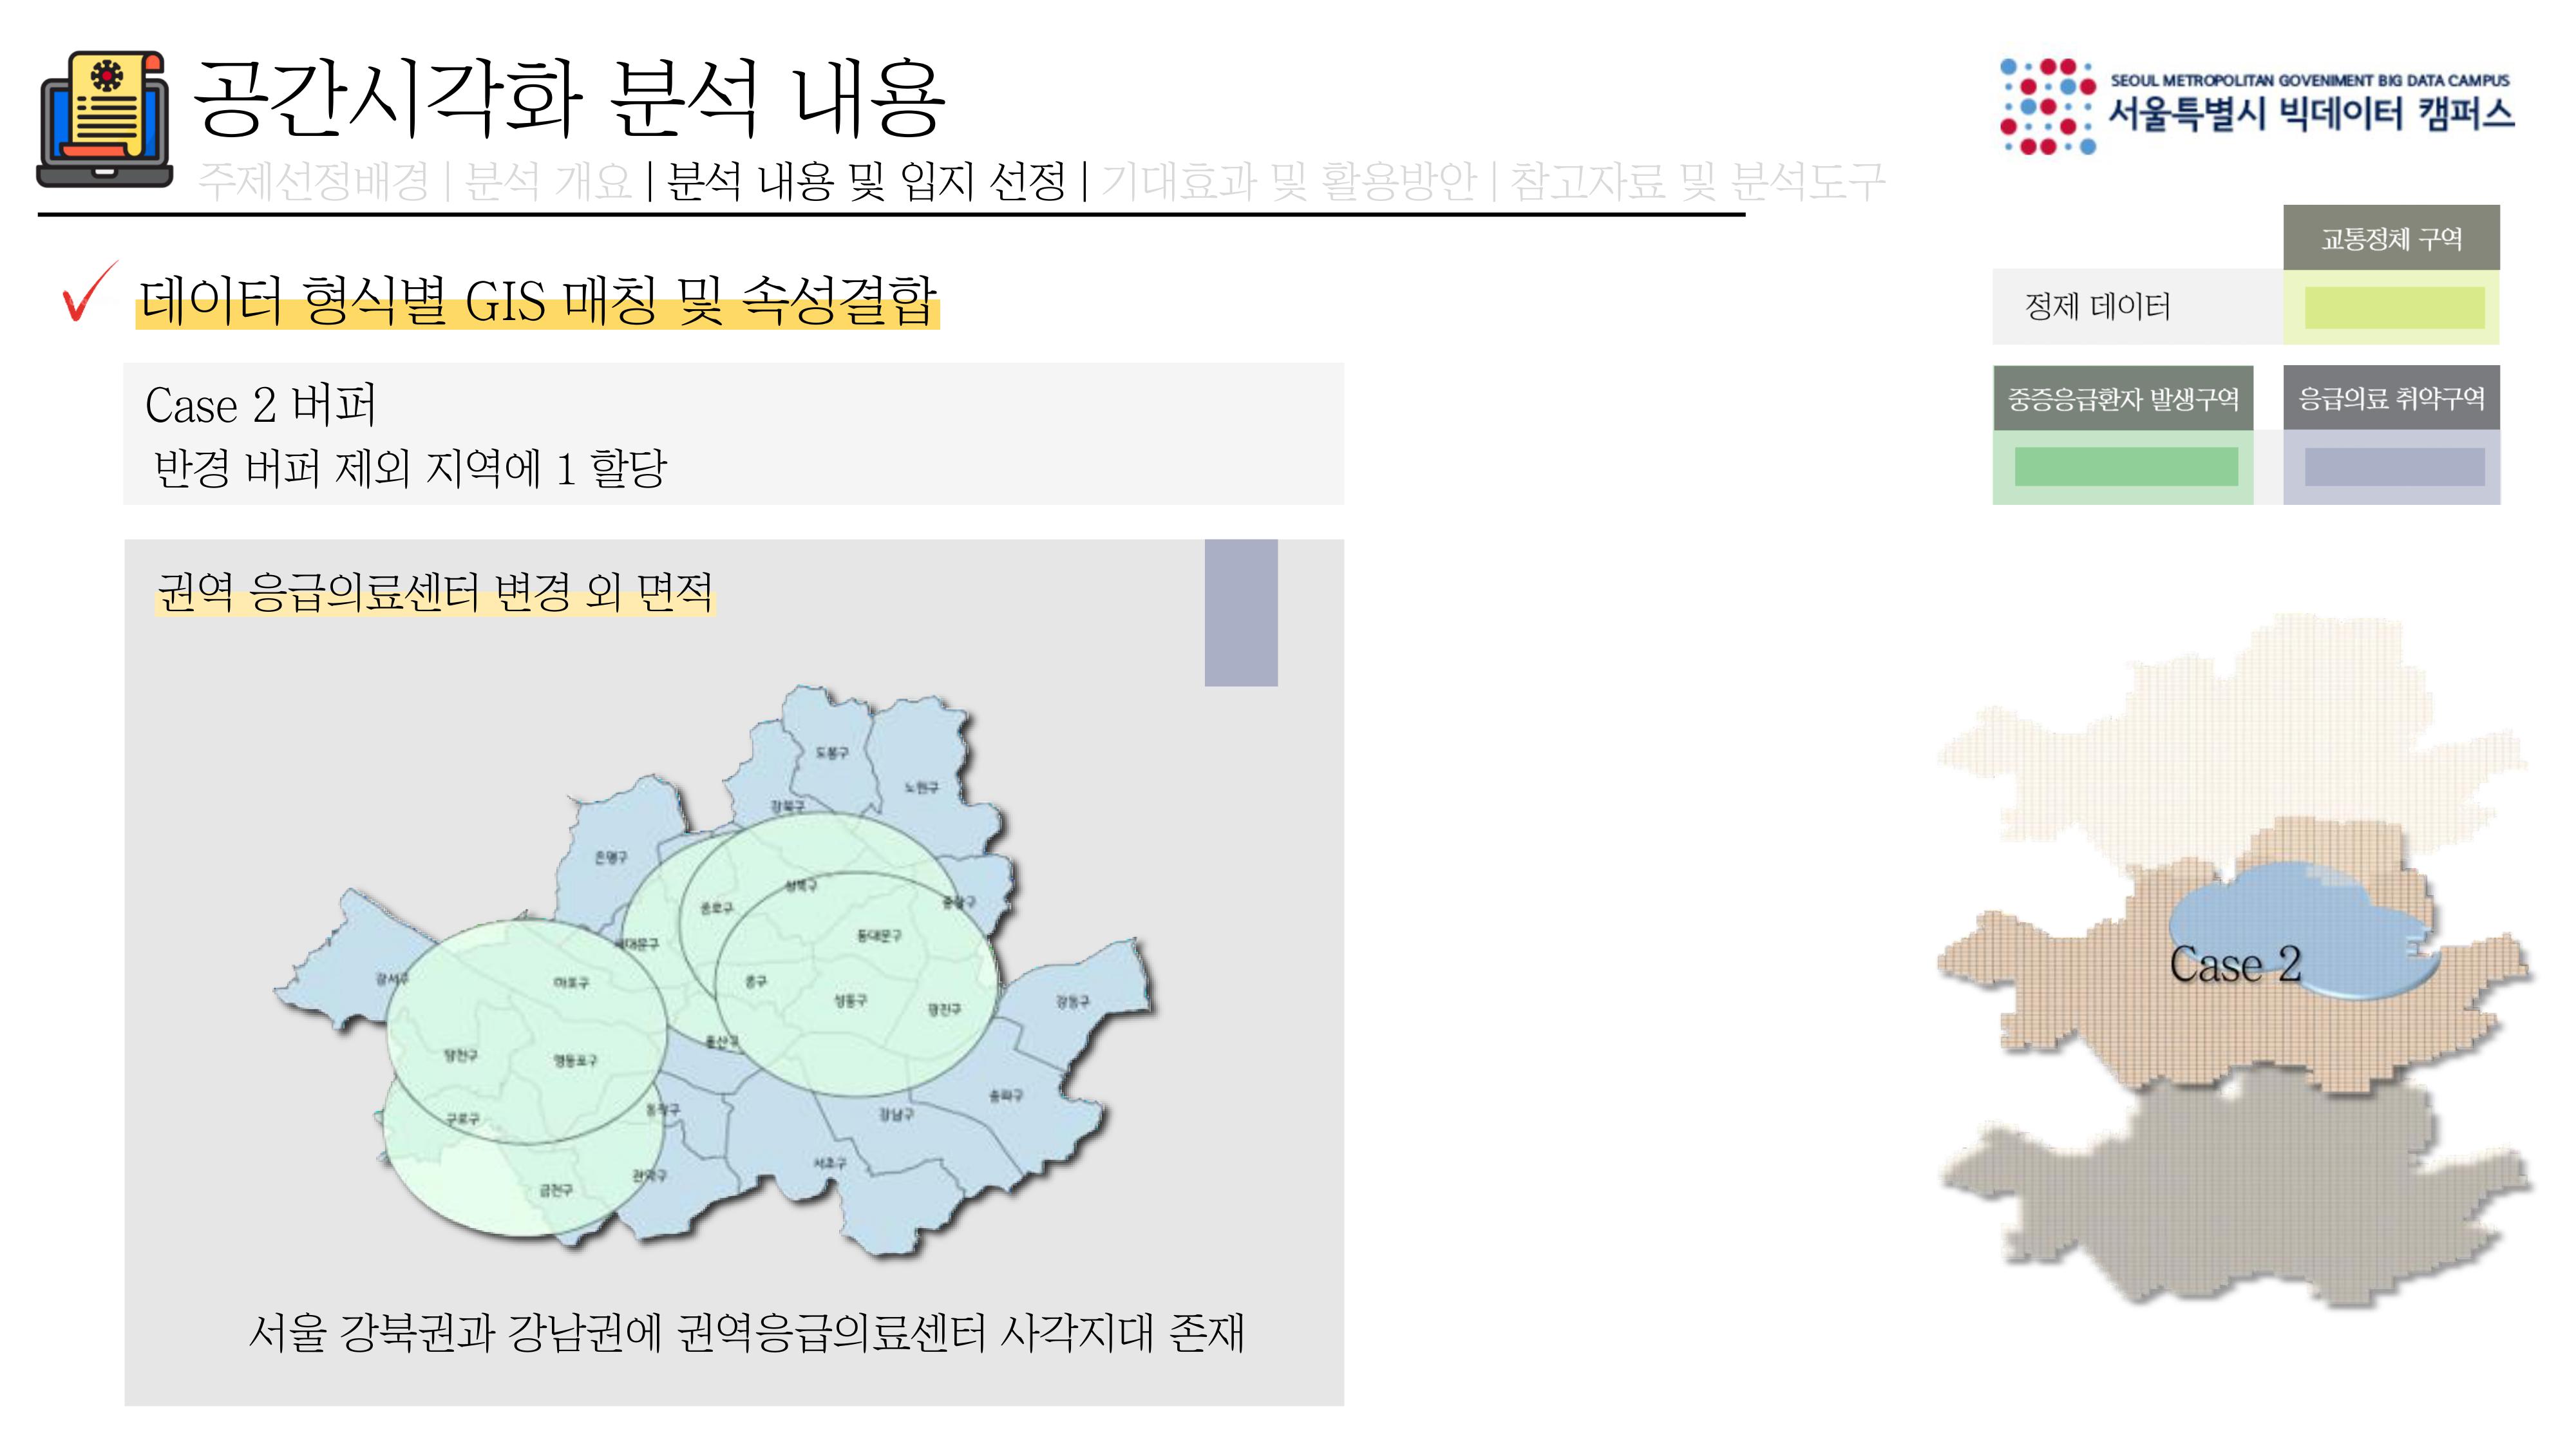 공간시각화 분석 내용
주제선정배경 | 분석 개요 | 분석 내용 및 입지 선정 | 기대효과 및 활용방안 | 참고자료 및 분석도구
SEOUL METROPOLITAN GOVENIMENT BIG DATA CAMPUS
서울특별시 빅데이터 캠퍼스
교통정체 구역
정제 데이터
중증응급환자 발생구역
응급의료 취약구역
데이터 형식별 GIS 매칭 및 속성결합
Case 2 버퍼
반경 버퍼 제외 지역에 1 할당
권역 응급의료센터 변경 외 면적
도봉구
노원구
강북구
은평구
성북구
종로구
중랑구
동대문구
서대문구
강서구
마포구
중구
성동구
광진구
강동구
용산구
양천구
영등포구
송파구
동작구
구로구
강남구
서초구
관악구
금천구
서울 강북권과 강남권에 권역응급의료센터 사각지대 존재
Case 2